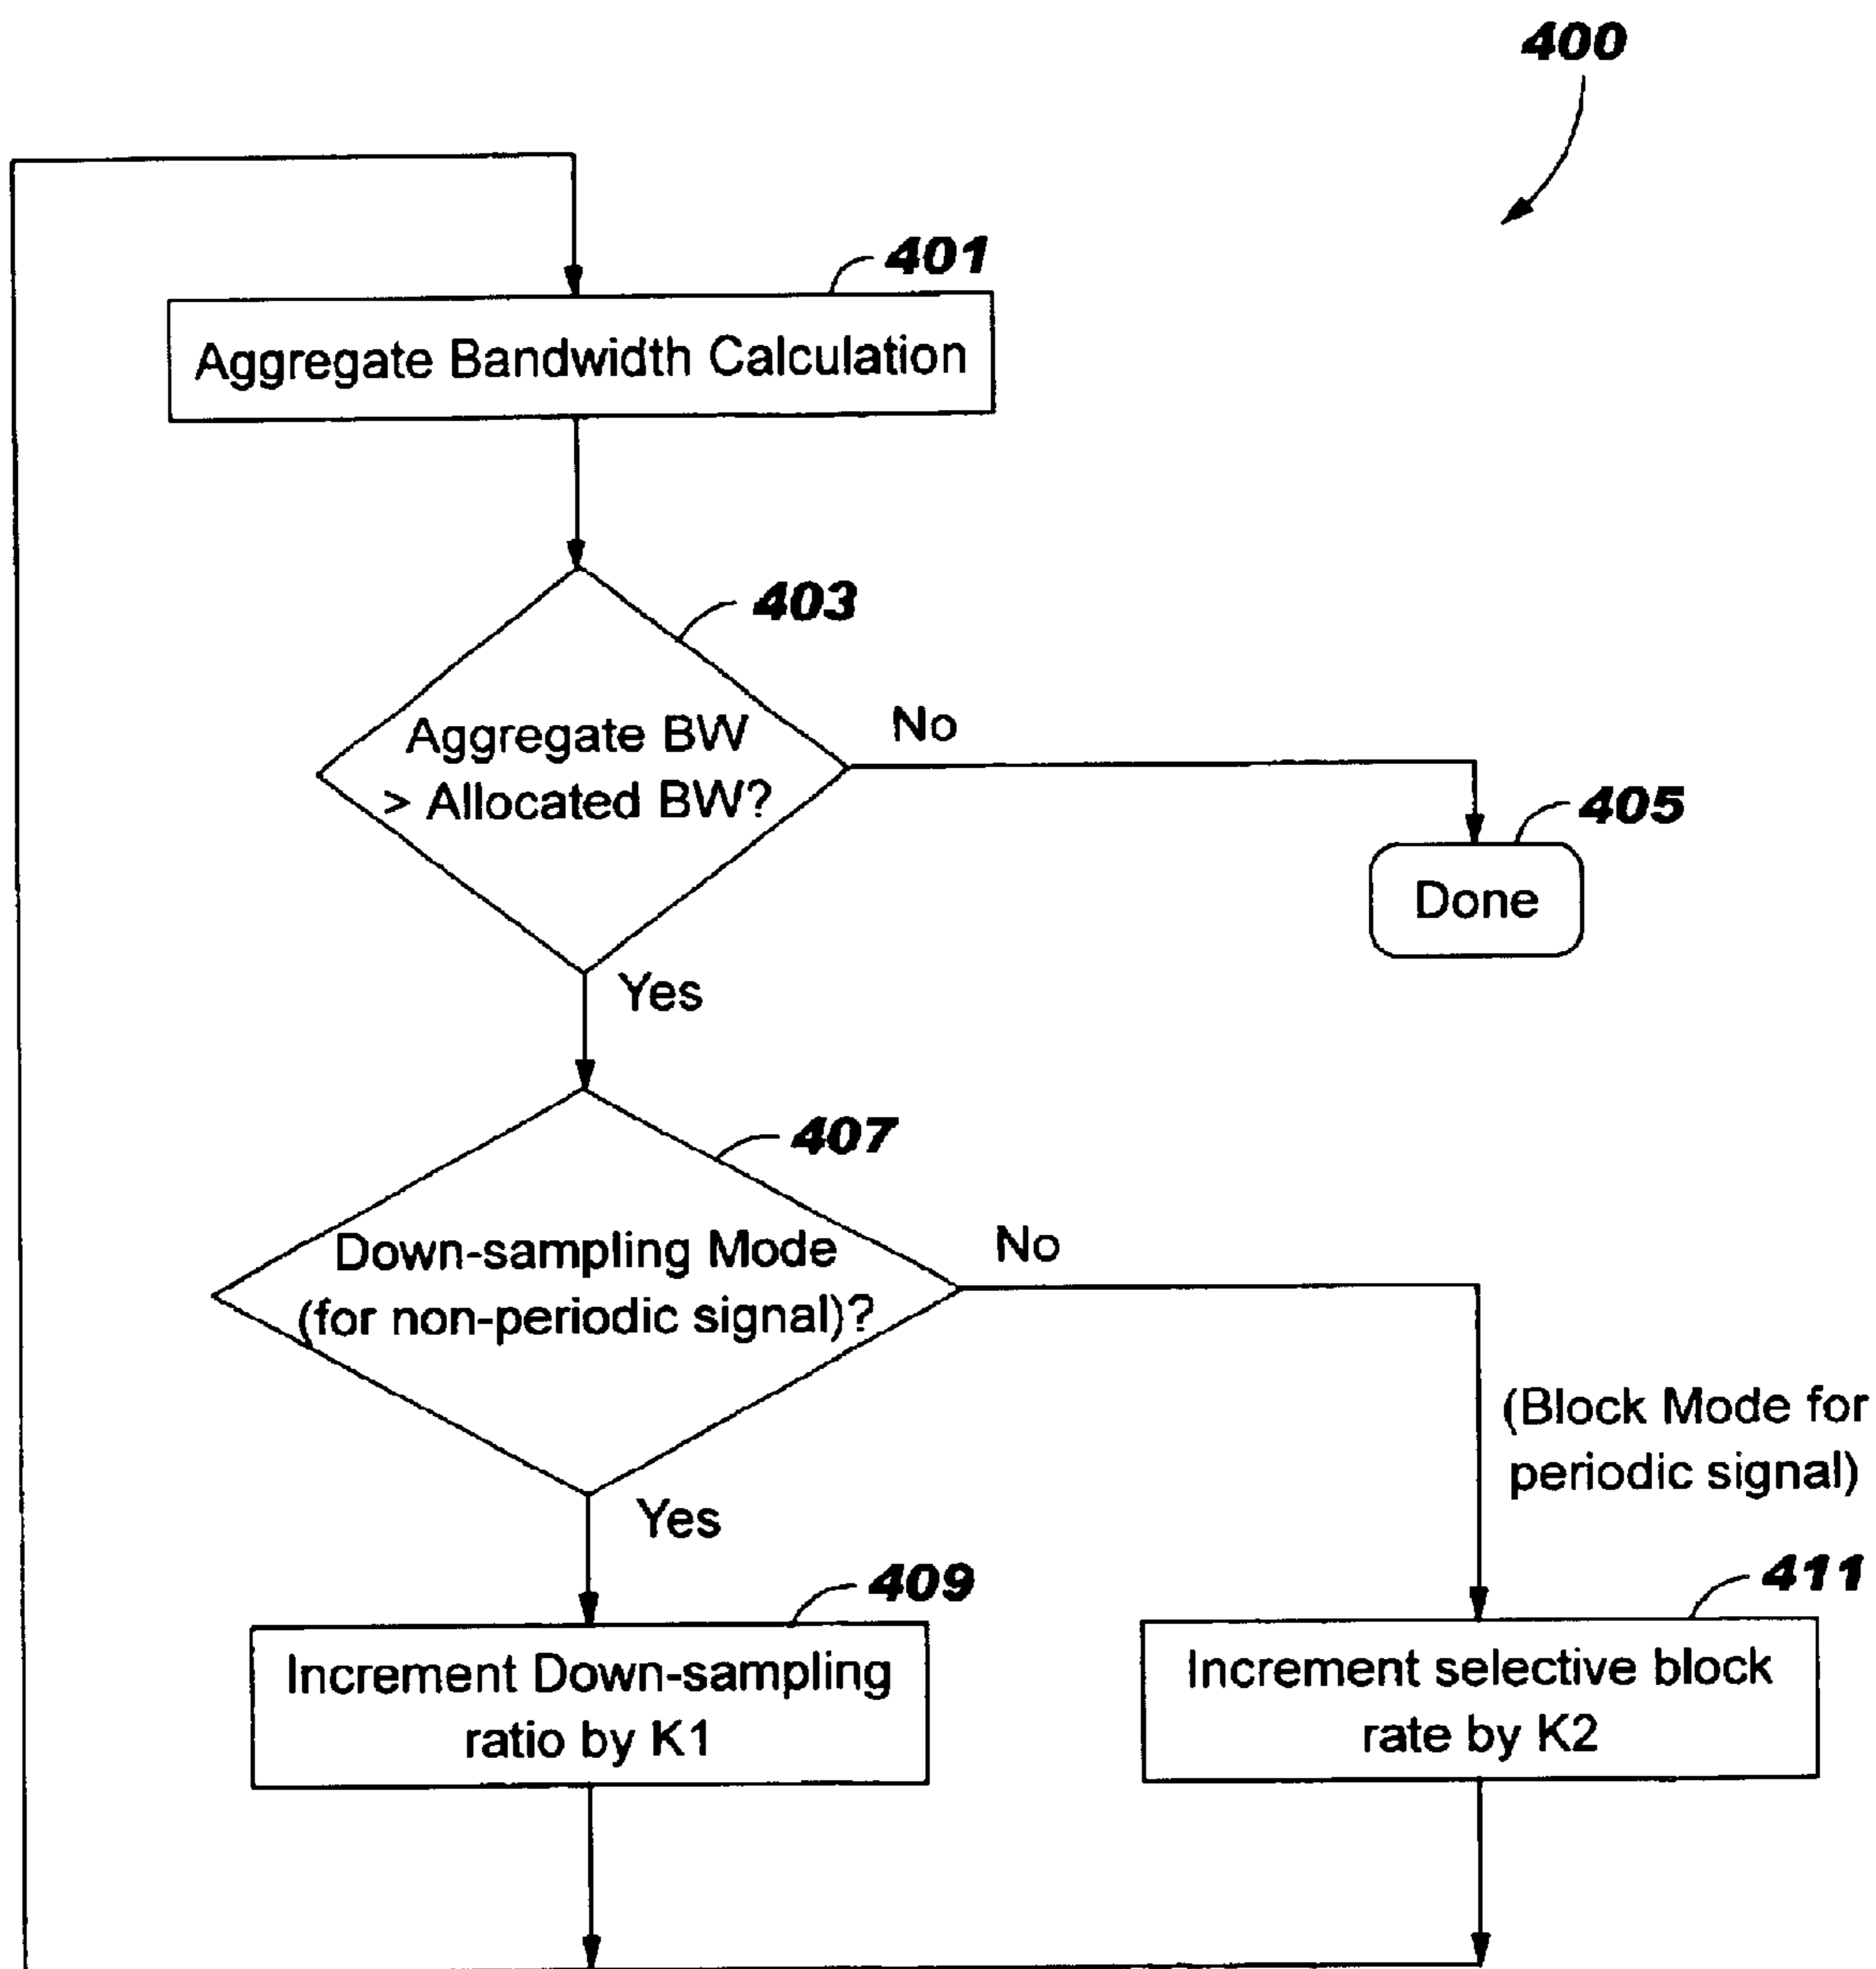 400
401
Aggregate Bandwidth Calculation
403
Aggregate BW
> Allocated BW?
No
405
Done
Yes
407
Down-sampling Mode
(for non-periodic signal)?
No
(Block Mode for
periodic signal)
Yes
409
Increment Down-sampling
ratio by K1
411
Increment selective block
rate by K2